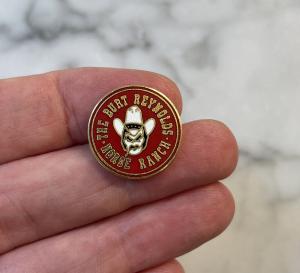 THE BURT REYNOLDS
HORSE RANCH